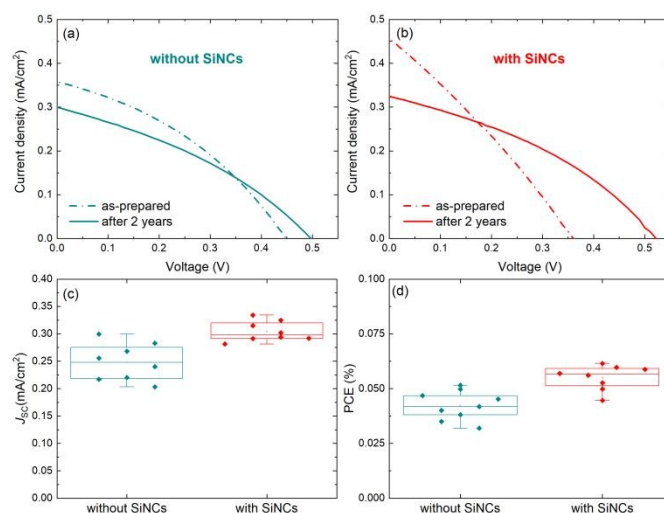 (a)
without SiNCs
Current density (mA/cm²)
0.5
0.4
0.3
0.2
0.1
0.0
as-prepared
after 2 years
0.0 0.1 0.2 0.3 0.4 0.5
Voltage (V)
(b)
with SiNCs
Current density (mA/cm²)
0.5
0.4
0.3
0.2
0.1
0.0
as-prepared
after 2 years
0.0 0.1 0.2 0.3 0.4 0.5
Voltage (V)
(c)
JSC(mA/cm²)
0.40
0.35
0.30
0.25
0.20
0.15
0.10
0.05
0.00
without SiNCs with SiNCs
(d)
PCE (%)
0.100
0.075
0.050
0.025
0.000
without SiNCs with SiNCs